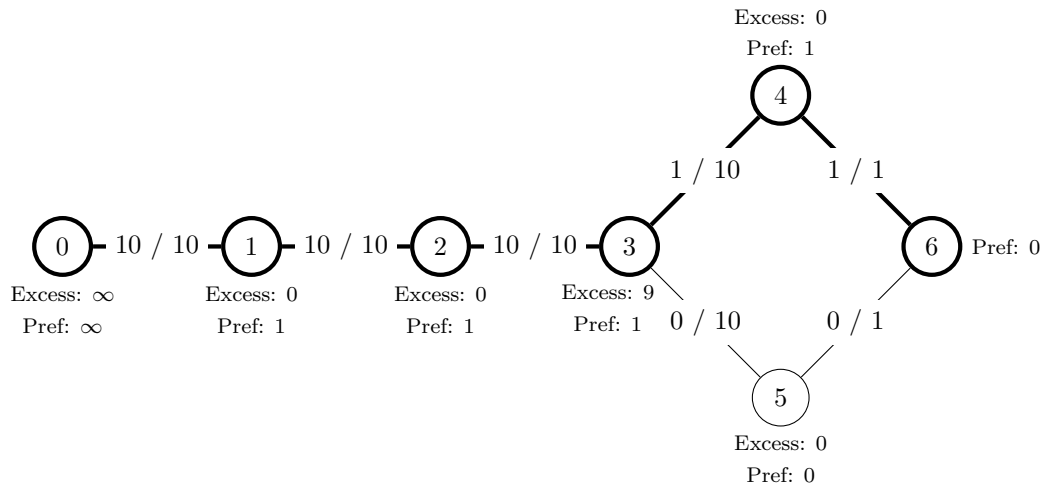 Excess: 0
Pref: 1
4
1 / 10
1 / 1
0
10 / 10
1
10 / 10
2
10 / 10
3
6
Pref: 0
Excess: ∞
Pref: ∞
Excess: 0
Pref: 1
Excess: 0
Pref: 1
Excess: 9
Pref: 1
0 / 10
0 / 1
5
Excess: 0
Pref: 0